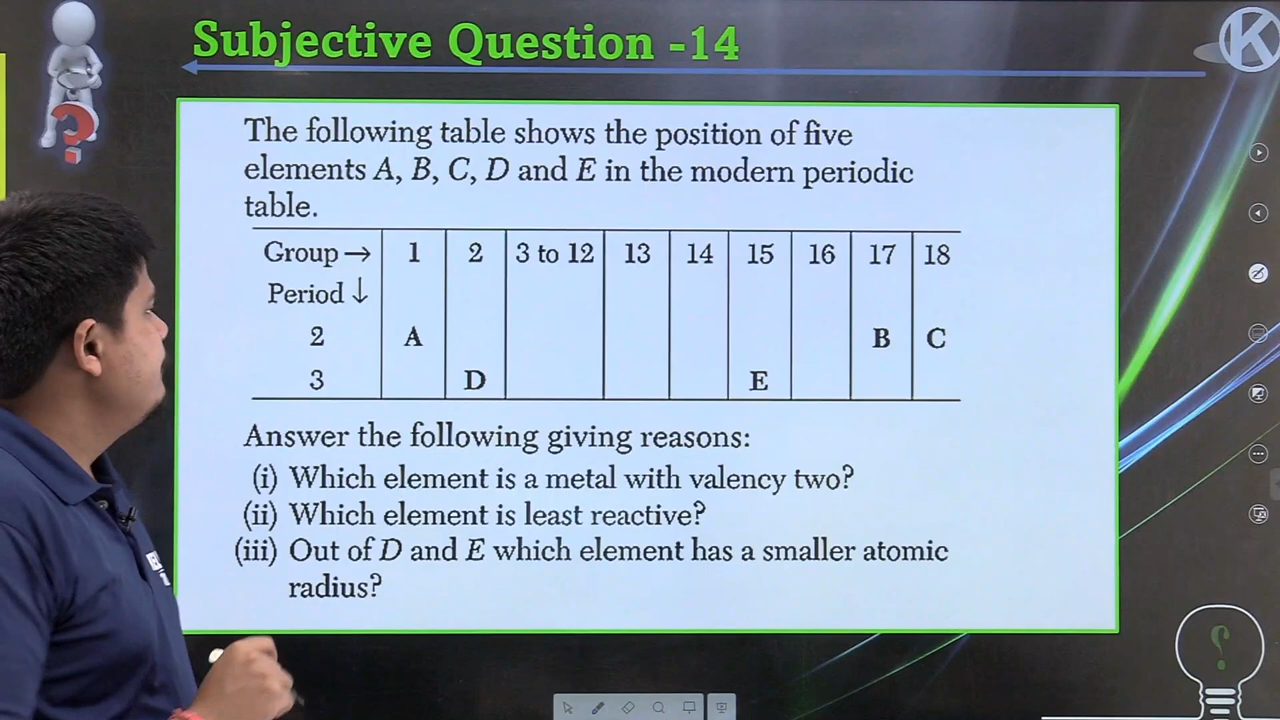 Subjective Question -14
K
The following table shows the position of five
elements A, B, C, D and E in the modern periodic
table.
Group → 1 2 3 to 12 13 14 15 16 17 18
Period ↓
2 A B C
3 D E
Answer the following giving reasons:
(i) Which element is a metal with valency two?
(ii) Which element is least reactive?
(iii) Out of D and E which element has a smaller atomic
radius?